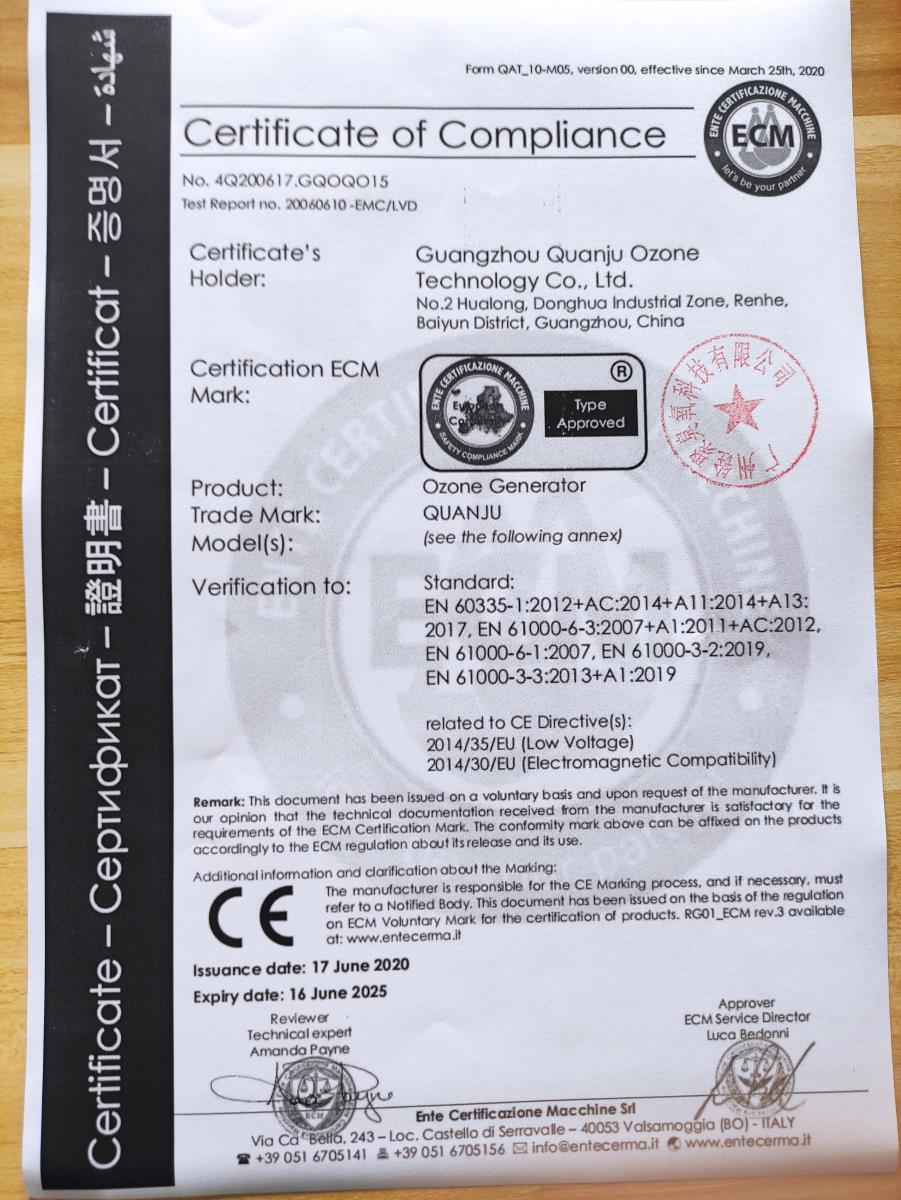 Form QAT_10-M05, version 00, effective since March 25th, 2020
Certificate of Compliance
ENTE CERTIFICAZIONE MACCHINE
ECM
let's be your partner
No. 4Q200617.GQOQO15
Test Report no. 20060610 -EMC/LVD
Certificate's Holder:
Guangzhou Quanju Ozone
Technology Co., Ltd.
No.2 Hualong, Donghua Industrial Zone, Renhe,
Baiyun District, Guangzhou, China
Certification ECM
Mark:
ENTE CERTIFICAZIONE MACCHINE
SAFETY COMPLIANCE MARK
®
Type
Approved
Product:
Ozone Generator
Trade Mark:
QUANJU
Model(s):
(see the following annex)
Verification to:
Standard:
EN 60335-1:2012+AC:2014+A11:2014+A13:
2017, EN 61000-6-3:2007+A1:2011+AC:2012,
EN 61000-6-1:2007, EN 61000-3-2:2019,
EN 61000-3-3:2013+A1:2019
related to CE Directive(s):
2014/35/EU (Low Voltage)
2014/30/EU (Electromagnetic Compatibility)
Remark: This document has been issued on a voluntary basis and upon request of the manufacturer. It is
our opinion that the technical documentation received from the manufacturer is satisfactory for the
requirements of the ECM Certification Mark. The conformity mark above can be affixed on the products
accordingly to the ECM regulation about its release and its use.
Additional information and clarification about the Marking:
CE
The manufacturer is responsible for the CE Marking process, and if necessary, must
refer to a Notified Body. This document has been issued on the basis of the regulation
on ECM Voluntary Mark for the certification of products. RG01_ECM rev.3 available
at: www.entecerma.it
Issuance date: 17 June 2020
Expiry date: 16 June 2025
Reviewer
Technical expert
Amanda Payne
Approver
ECM Service Director
Luca Bedonni
Ente Certificazione Macchine Srl
Via Ca' Bella, 243 – Loc. Castello di Serravalle – 40053 Valsamoggia (BO) - ITALY
+39 051 6705141 +39 051 6705156 info@entecerma.it www.entecerma.it
Certificate – Сертификат – 證明書 – Certificat – 증명서 – شهادة